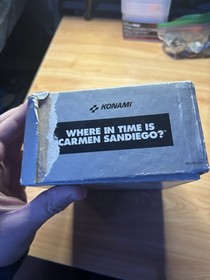 KONAMI
WHERE IN TIME IS
CARMEN SANDIEGO?